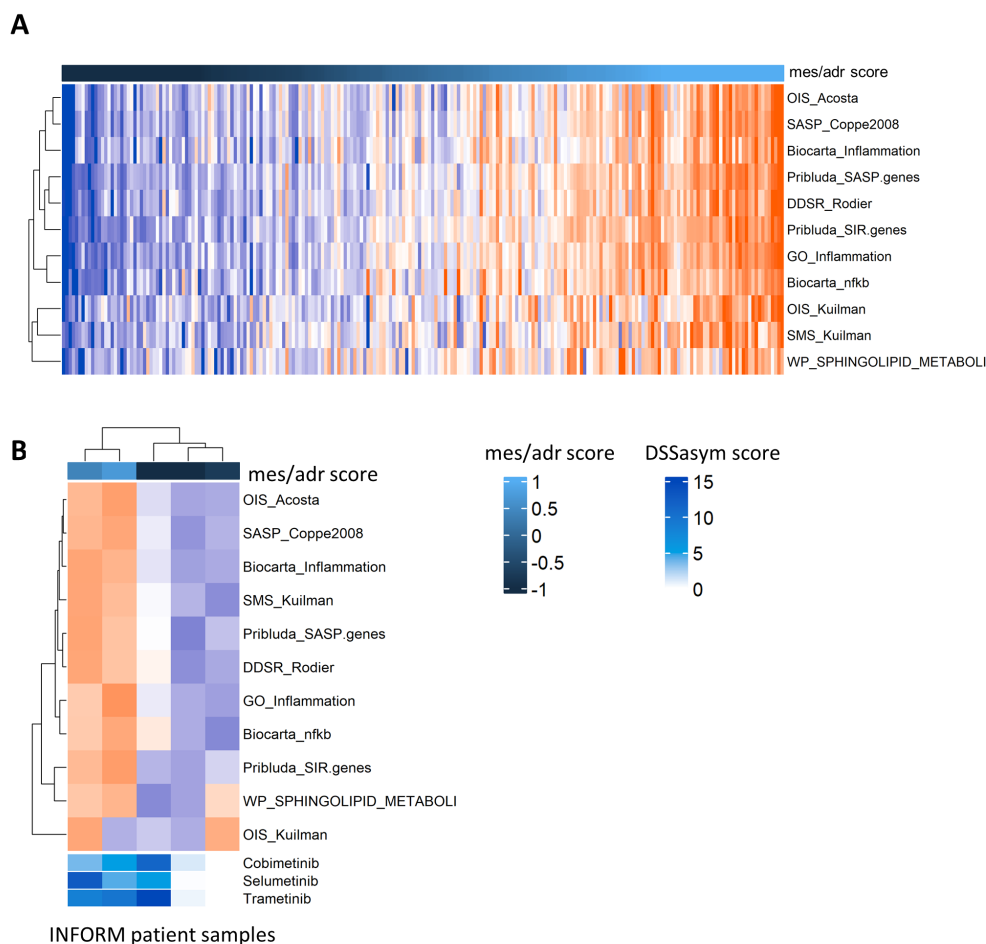 A
mes/adr score
OIS_Acosta
SASP_Coppe2008
Biocarta_Inflammation
Pribluda_SASP.genes
DDSR_Rodier
Pribluda_SIR.genes
GO_Inflammation
Biocarta_nfkb
OIS_Kuilman
SMS_Kuilman
WP_SPHINGOLIPID_METABOLI
B
mes/adr score
OIS_Acosta
SASP_Coppe2008
Biocarta_Inflammation
SMS_Kuilman
Pribluda_SASP.genes
DDSR_Rodier
GO_Inflammation
Biocarta_nfkb
Pribluda_SIR.genes
WP_SPHINGOLIPID_METABOLI
OIS_Kuilman
Cobimetinib
Selumetinib
Trametinib
INFORM patient samples
mes/adr score
1
0.5
0
-0.5
-1
DSSasym score
15
10
5
0